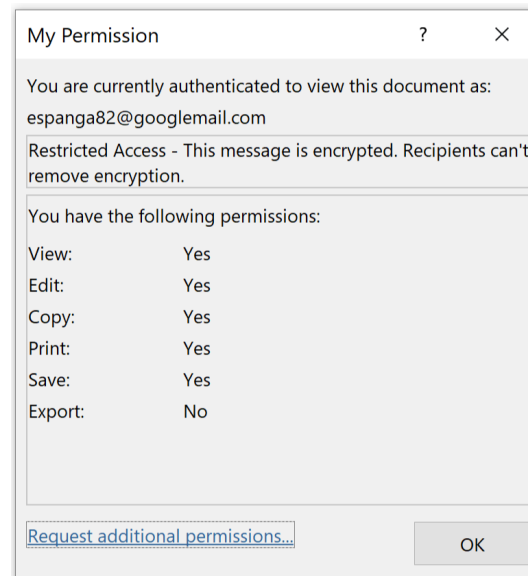 My Permission ? ×
You are currently authenticated to view this document as:
espanga82@googlemail.com
Restricted Access - This message is encrypted. Recipients can't
remove encryption.
You have the following permissions:
View: Yes
Edit: Yes
Copy: Yes
Print: Yes
Save: Yes
Export: No
Request additional permissions...
OK